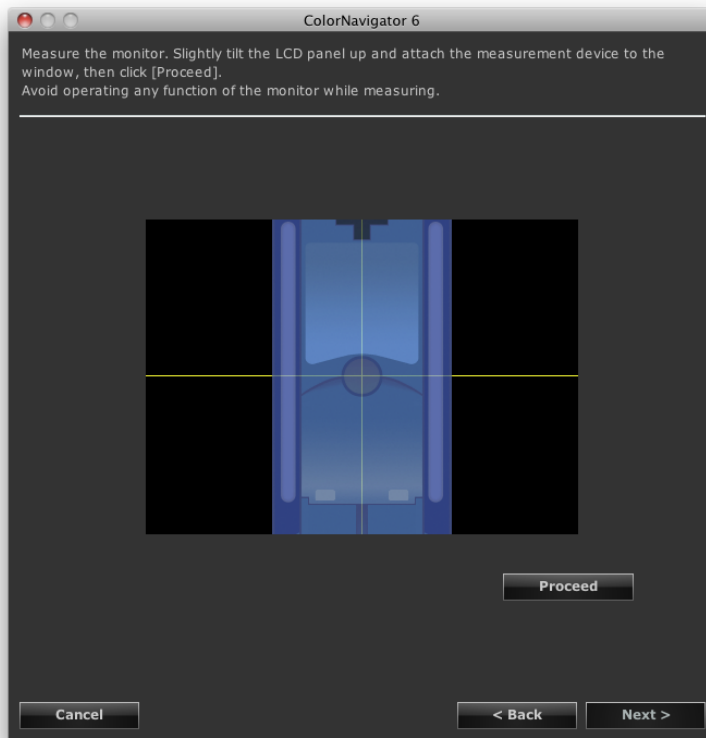 ColorNavigator 6
Measure the monitor. Slightly tilt the LCD panel up and attach the measurement device to the
window, then click [Proceed].
Avoid operating any function of the monitor while measuring.
Proceed
Cancel
< Back
Next >